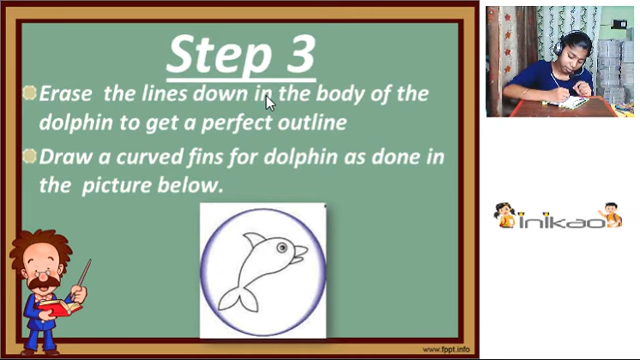 Step 3
Erase the lines down in the body of the
dolphin to get a perfect outline
Draw a curved fins for dolphin as done in
the picture below.
inikao
www.fppt.info